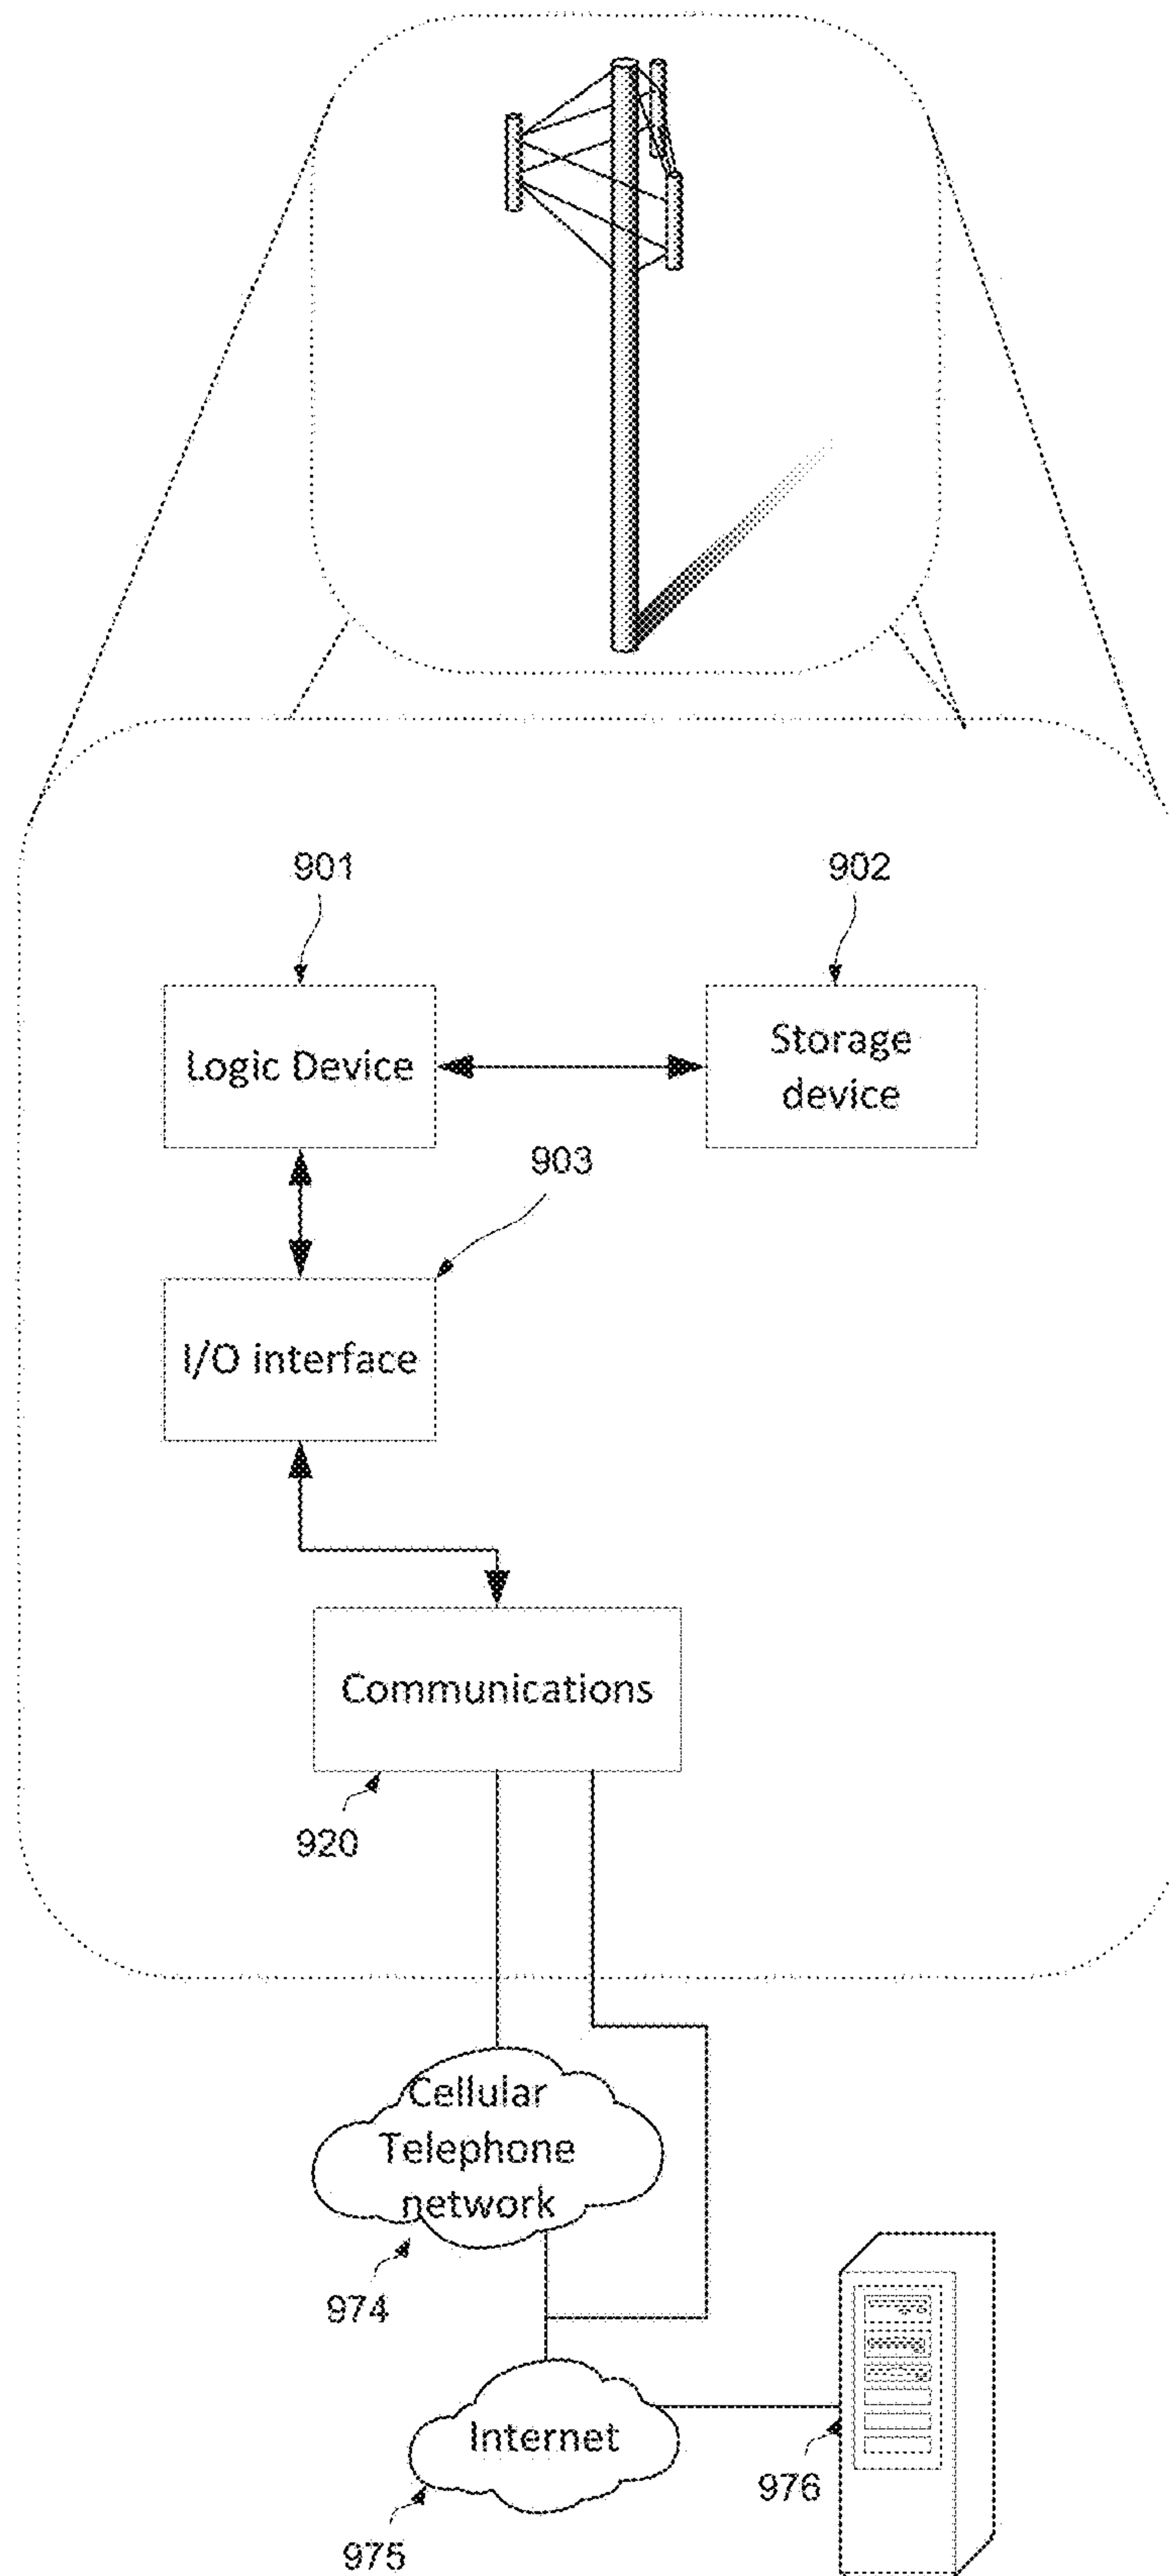 901
902
Logic Device
Storage
device
903
I/O interface
Communications
920
Cellular
Telephone
network
974
Internet
976
975